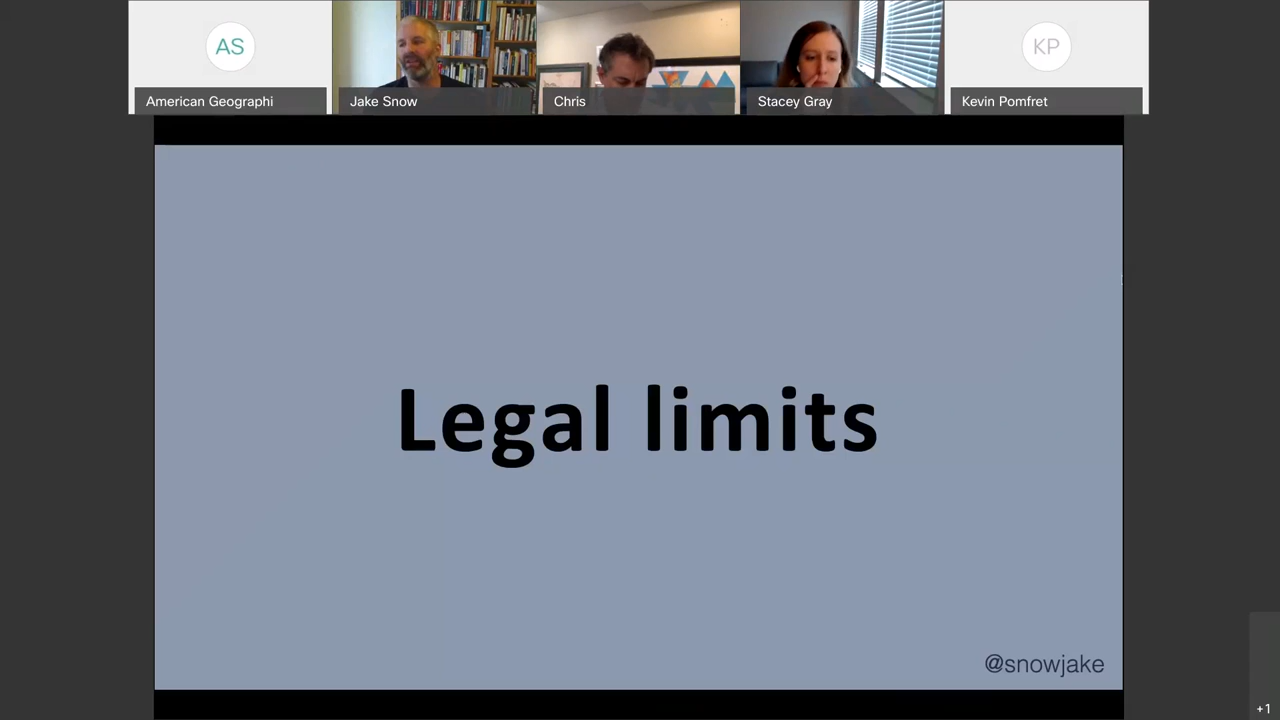 AS
KP
American Geographi
Jake Snow
Chris
Stacey Gray
Kevin Pomfret
Legal limits
@snowjake
+1